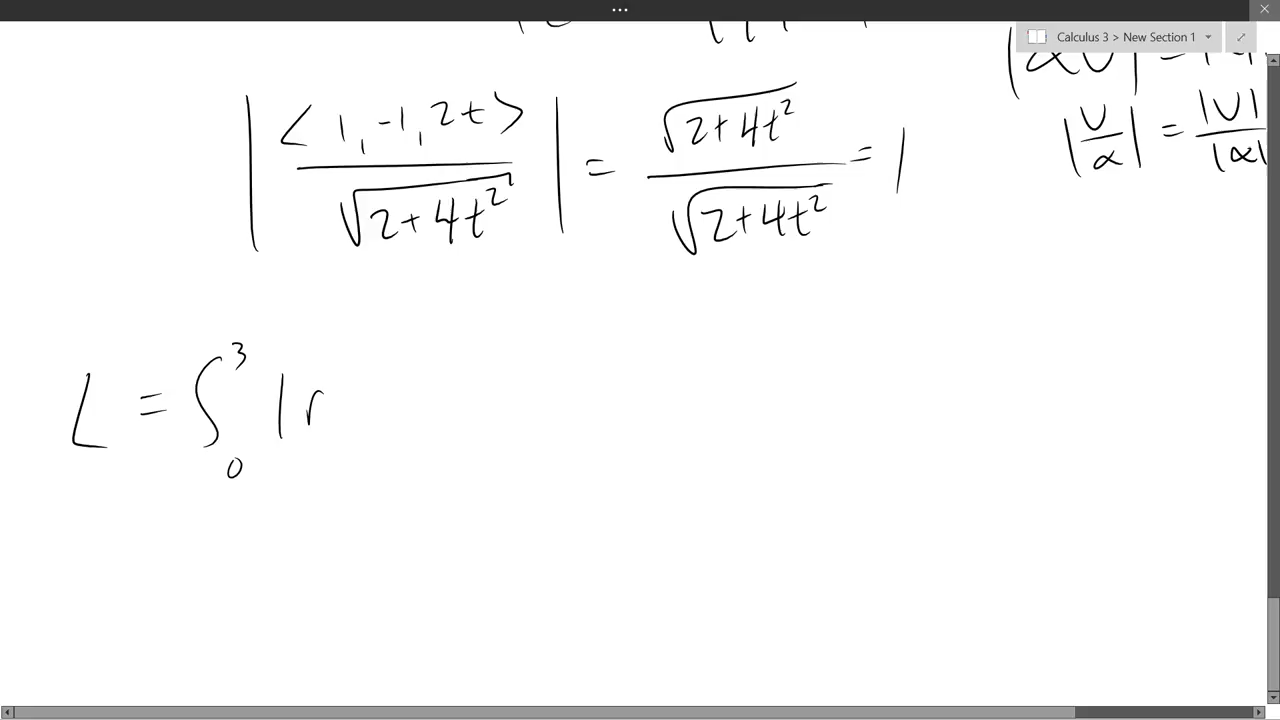 Calculus 3 > New Section 1
| <1, -1, 2t> / √(2+4t²) | = √(2+4t²) / √(2+4t²) = 1
|U/α| = |U| / |α|
L = ∫₀³ |r